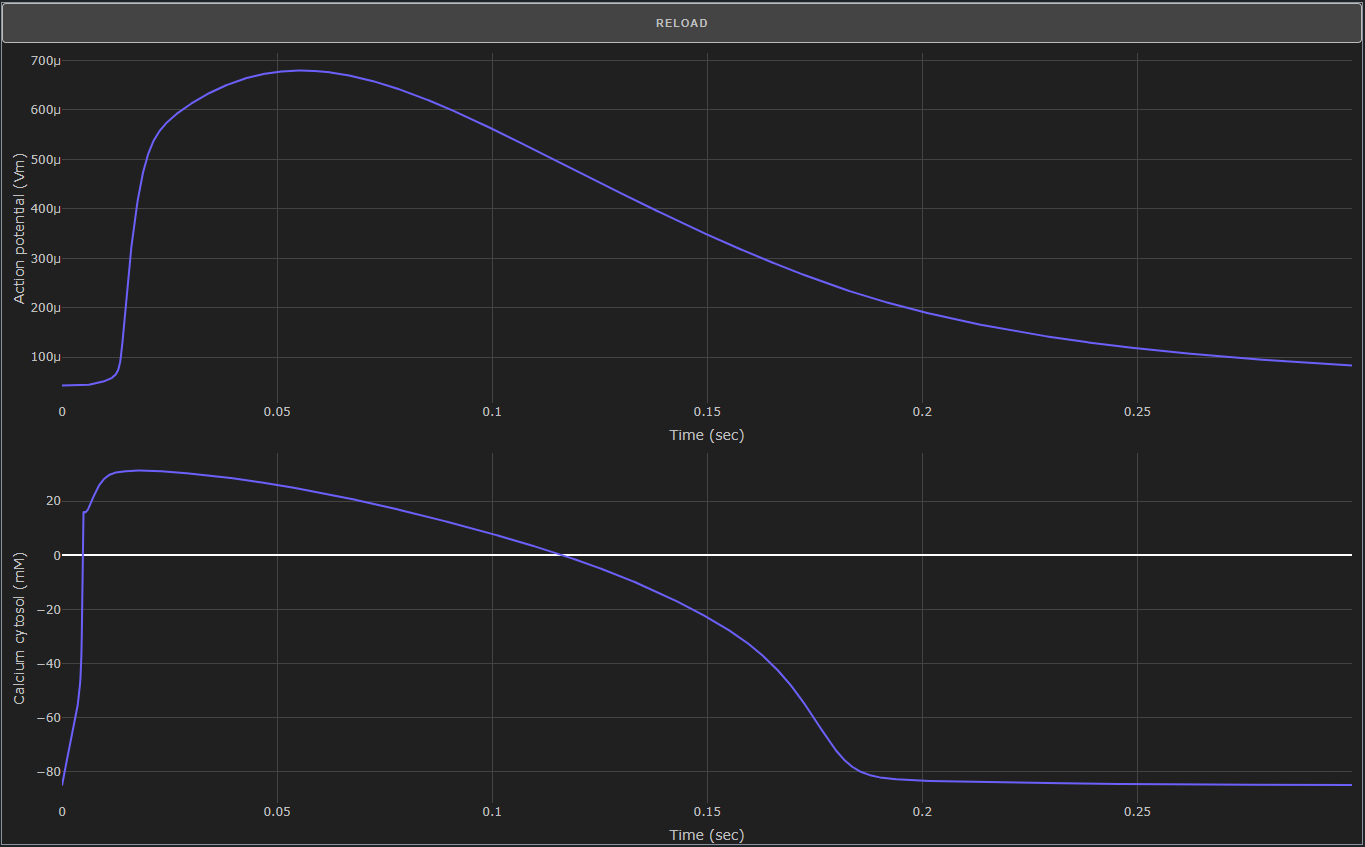 RELOAD
700μ
600μ
500μ
400μ
300μ
200μ
100μ
Action potential (Vm)
0 0.05 0.1 0.15 0.2 0.25
Time (sec)
20
0
−20
−40
−60
−80
Calcium cytosol (mM)
0 0.05 0.1 0.15 0.2 0.25
Time (sec)